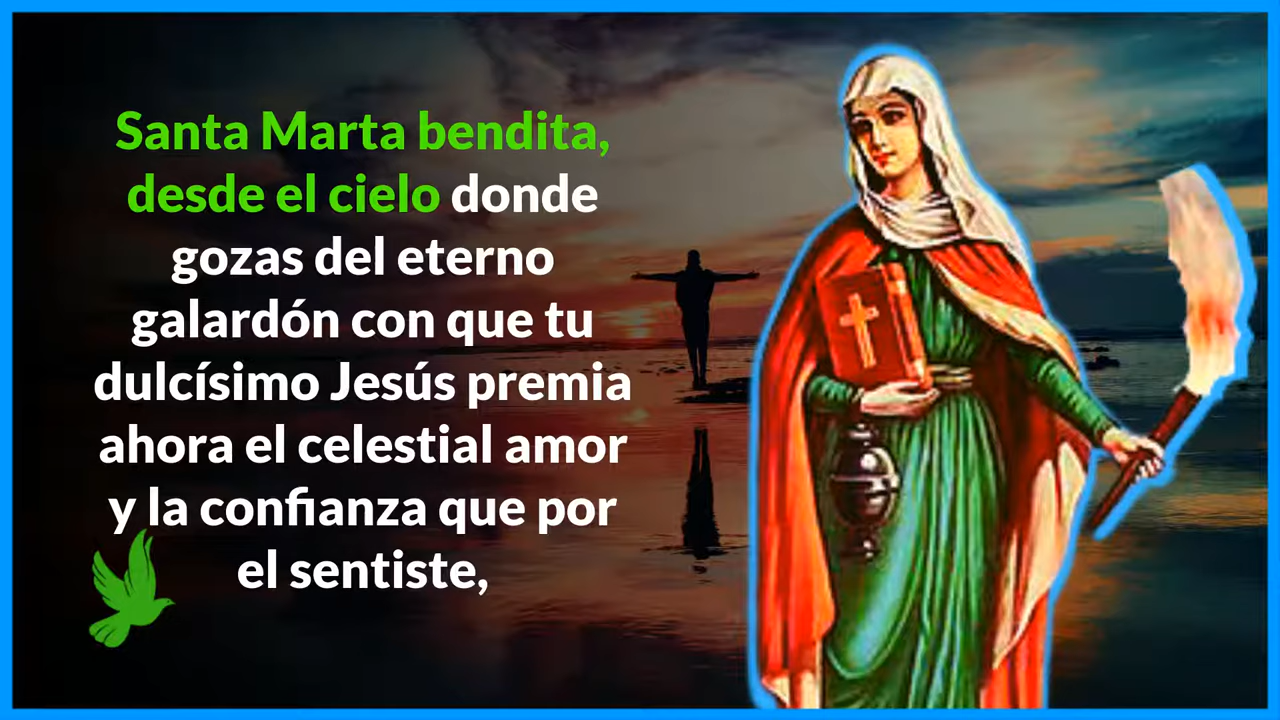 Santa Marta bendita,
desde el cielo donde
gozas del eterno
galardón con que tu
dulcísimo Jesús premia
ahora el celestial amor
y la confianza que por
el sentiste,